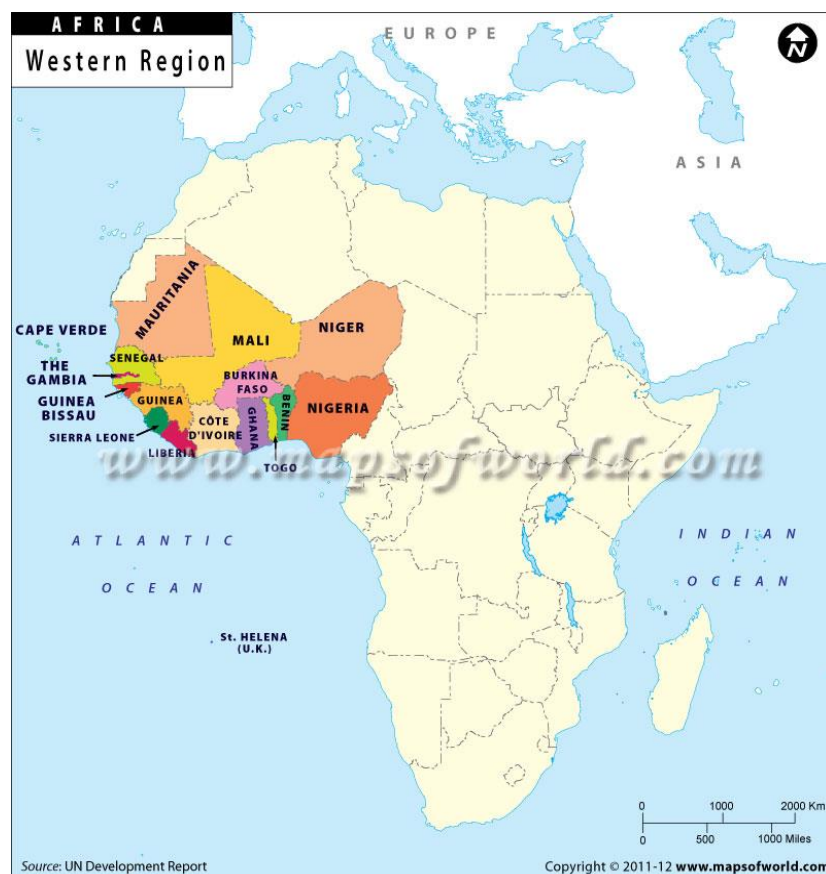 AFRICA
Western Region
EUROPE
N
ASIA
MAURITANIA
CAPE VERDE
MALI
NIGER
SENEGAL
THE
GAMBIA
BURKINA
FASO
GUINEA
BISSAU
GUINEA
CÔTE
D'IVOIRE
GHANA
BENIN
NIGERIA
SIERRA LEONE
LIBERIA
TOGO
www.mapsofworld.com
ATLANTIC
OCEAN
INDIAN
OCEAN
St. HELENA
(U.K.)
0 1000 2000 Km
0 500 1000 Miles
Source: UN Development Report
Copyright © 2011-12 www.mapsofworld.com